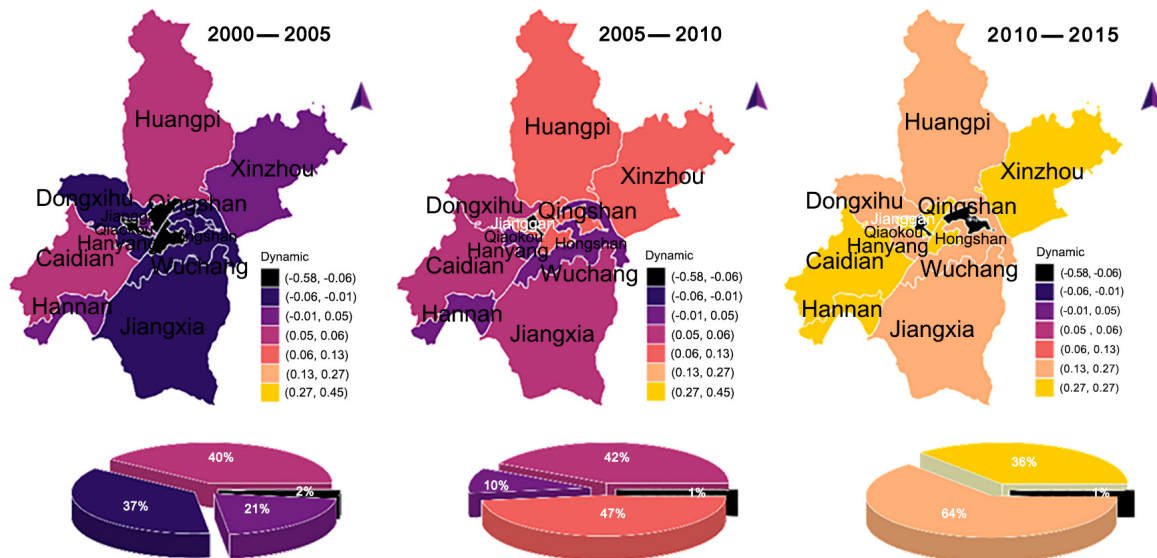 2000—2005
Huangpi
Xinzhou
Dongxihu
Qingshan
Qiaokou
Hanyang
Caidian
Wuchang
Hannan
Jiangxia
Dynamic
(-0.58, -0.06)
(-0.06, -0.01)
(-0.01, 0.05)
(0.05, 0.06)
(0.06, 0.13)
(0.13, 0.27)
(0.27, 0.45)
40%
2%
37%
21%
2005—2010
Huangpi
Xinzhou
Dongxihu
Qingshan
Jianggan
Qiaokou
Hanyang
Hongshan
Caidian
Wuchang
Hannan
Jiangxia
Dynamic
(-0.58, -0.06)
(-0.06, -0.01)
(-0.01, 0.05)
(0.05, 0.06)
(0.06, 0.13)
(0.13, 0.27)
(0.27, 0.45)
42%
10%
1%
47%
2010—2015
Huangpi
Xinzhou
Dongxihu
Qingshan
Jianggan
Qiaokou
Hanyang
Hongshan
Caidian
Wuchang
Hannan
Jiangxia
Dynamic
(-0.58, -0.06)
(-0.06, -0.01)
(-0.01, 0.05)
(0.05, 0.06)
(0.06, 0.13)
(0.13, 0.27)
(0.27, 0.27)
36%
1%
64%